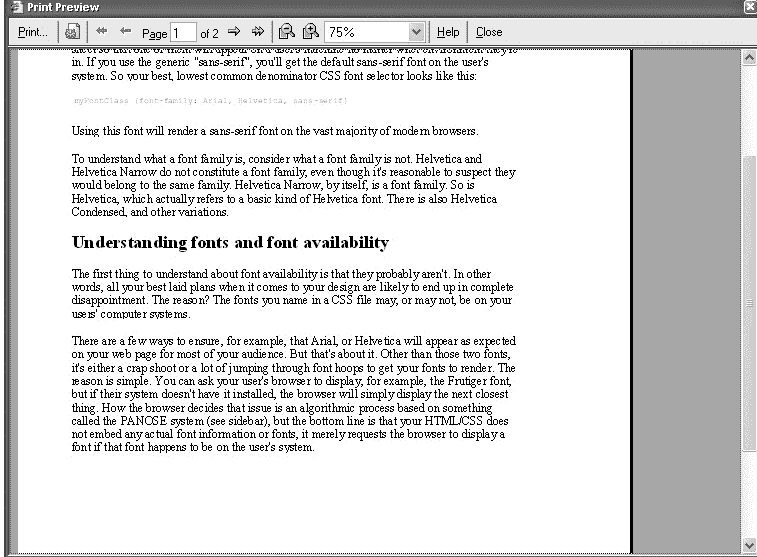 Print Preview
Print... Page 1 of 2 75% Help Close
sheet so that one of them will appear on a user's machine no matter what environment they're
in. If you use the generic "sans-serif", you'll get the default sans-serif font on the user's
system. So your best, lowest common denominator CSS font selector looks like this:
myFontClass {font-family: Arial, Helvetica, sans-serif}
Using this font will render a sans-serif font on the vast majority of modern browsers.
To understand what a font family is, consider what a font family is not. Helvetica and
Helvetica Narrow do not constitute a font family, even though it's reasonable to suspect they
would belong to the same family. Helvetica Narrow, by itself, is a font family. So is
Helvetica, which actually refers to a basic kind of Helvetica font. There is also Helvetica
Condensed, and other variations.
Understanding fonts and font availability
The first thing to understand about font availability is that they probably aren't. In other
words, all your best laid plans when it comes to your design are likely to end up in complete
disappointment. The reason? The fonts you name in a CSS file may, or may not, be on your
users' computer systems.
There are a few ways to ensure, for example, that Arial, or Helvetica will appear as expected
on your web page for most of your audience. But that's about it. Other than those two fonts,
it's either a crap shoot or a lot of jumping through font hoops to get your fonts to render. The
reason is simple. You can ask your user's browser to display, for example, the Frutiger font,
but if their system doesn't have it installed, the browser will simply display the next closest
thing. How the browser decides that issue is an algorithmic process based on something
called the PANOSE system (see sidebar), but the bottom line is that your HTML/CSS does
not embed any actual font information or fonts, it merely requests the browser to display a
font if that font happens to be on the user's system.